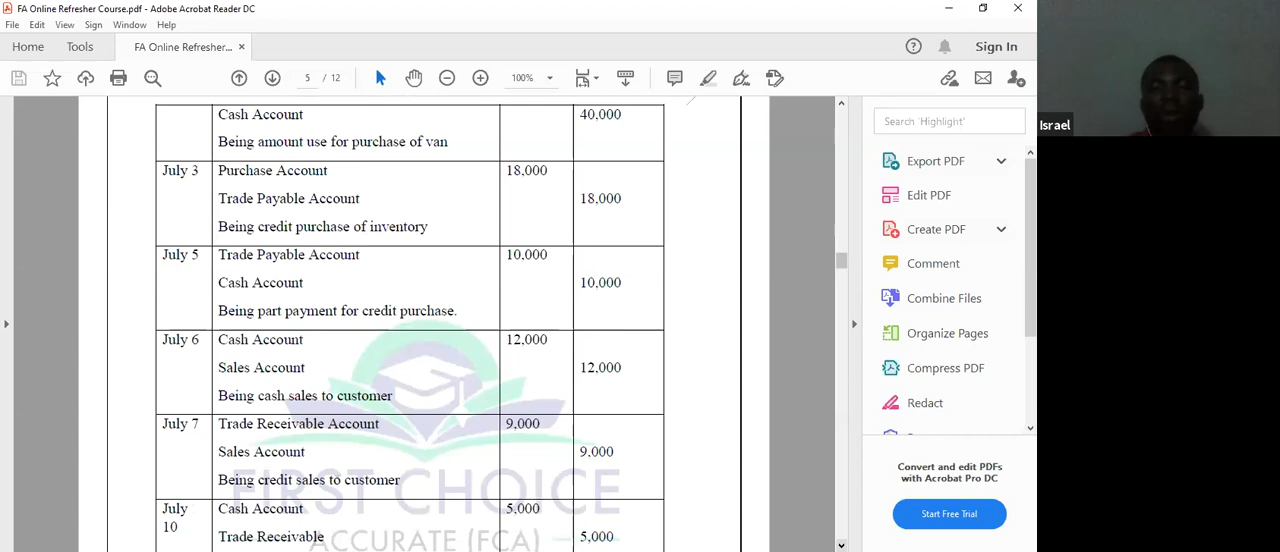 FA Online Refresher Course.pdf - Adobe Acrobat Reader DC
File Edit View Sign Window Help
Home Tools FA Online Refresher... × Sign In
5 / 12 100%
Cash Account 40,000
Being amount use for purchase of van
July 3 Purchase Account 18,000
Trade Payable Account 18,000
Being credit purchase of inventory
July 5 Trade Payable Account 10,000
Cash Account 10,000
Being part payment for credit purchase.
July 6 Cash Account 12,000
Sales Account 12,000
Being cash sales to customer
July 7 Trade Receivable Account 9,000
Sales Account 9,000
Being credit sales to customer
July 10 Cash Account 5,000
Trade Receivable 5,000
FIRST CHOICE
ACCURATE (FCA)
Search 'Highlight'
Export PDF
Edit PDF
Create PDF
Comment
Combine Files
Organize Pages
Compress PDF
Redact
Convert and edit PDFs
with Acrobat Pro DC
Start Free Trial
Israel